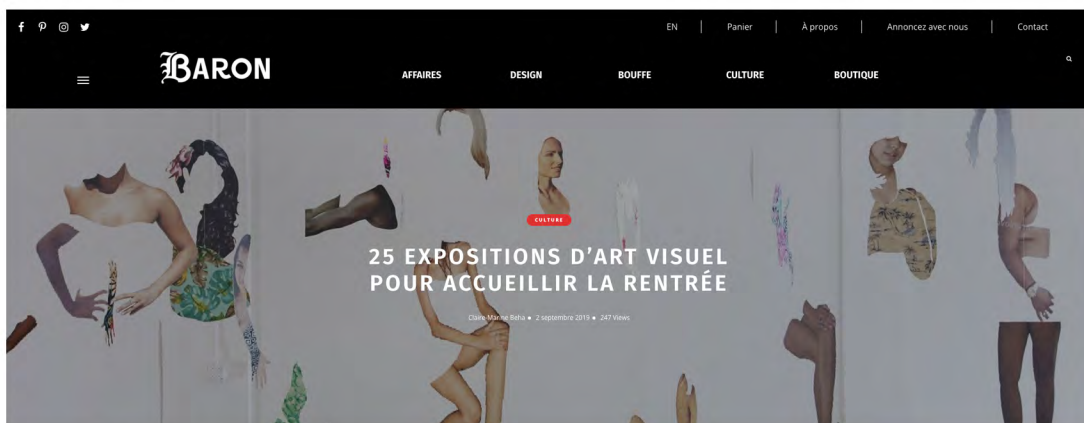 EN
Panier
À propos
Annoncez avec nous
Contact
BARON
AFFAIRES
DESIGN
BOUFFE
CULTURE
BOUTIQUE
CULTURE
25 EXPOSITIONS D'ART VISUEL
POUR ACCUEILLIR LA RENTRÉE
Claire-Marine Beha ● 2 septembre 2019 ● 247 Views